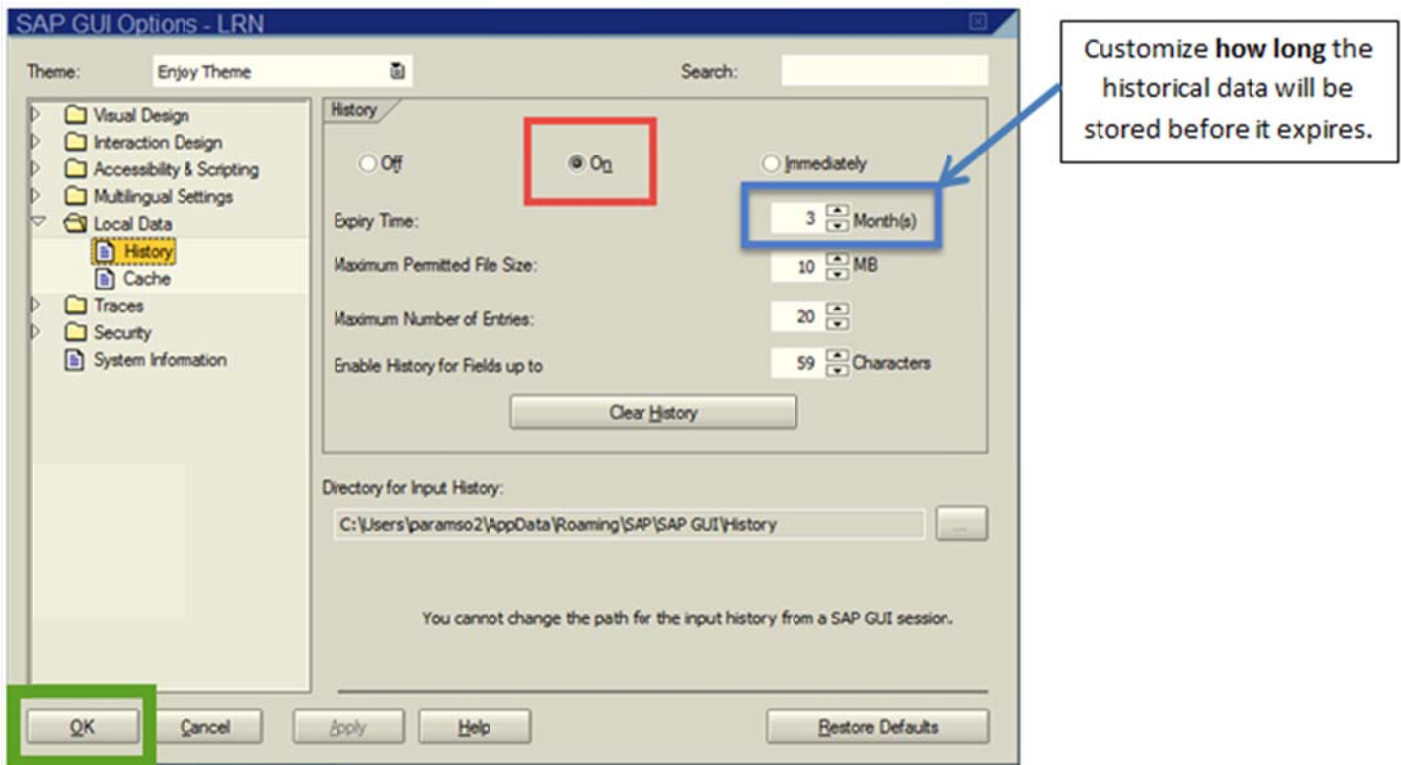 SAP GUI Options - LRN
Theme: Enjoy Theme Search:
Visual Design
Interaction Design
Accessibility & Scripting
Multilingual Settings
Local Data
History
Cache
Traces
Security
System Information
History
Off On Immediately
Expiry Time: 3 Month(s)
Maximum Permitted File Size: 10 MB
Maximum Number of Entries: 20
Enable History for Fields up to 59 Characters
Clear History
Directory for Input History:
C:\Users\paramso2\AppData\Roaming\SAP\SAP GUI\History ...
You cannot change the path for the input history from a SAP GUI session.
OK Cancel Apply Help Restore Defaults
Customize how long the
historical data will be
stored before it expires.